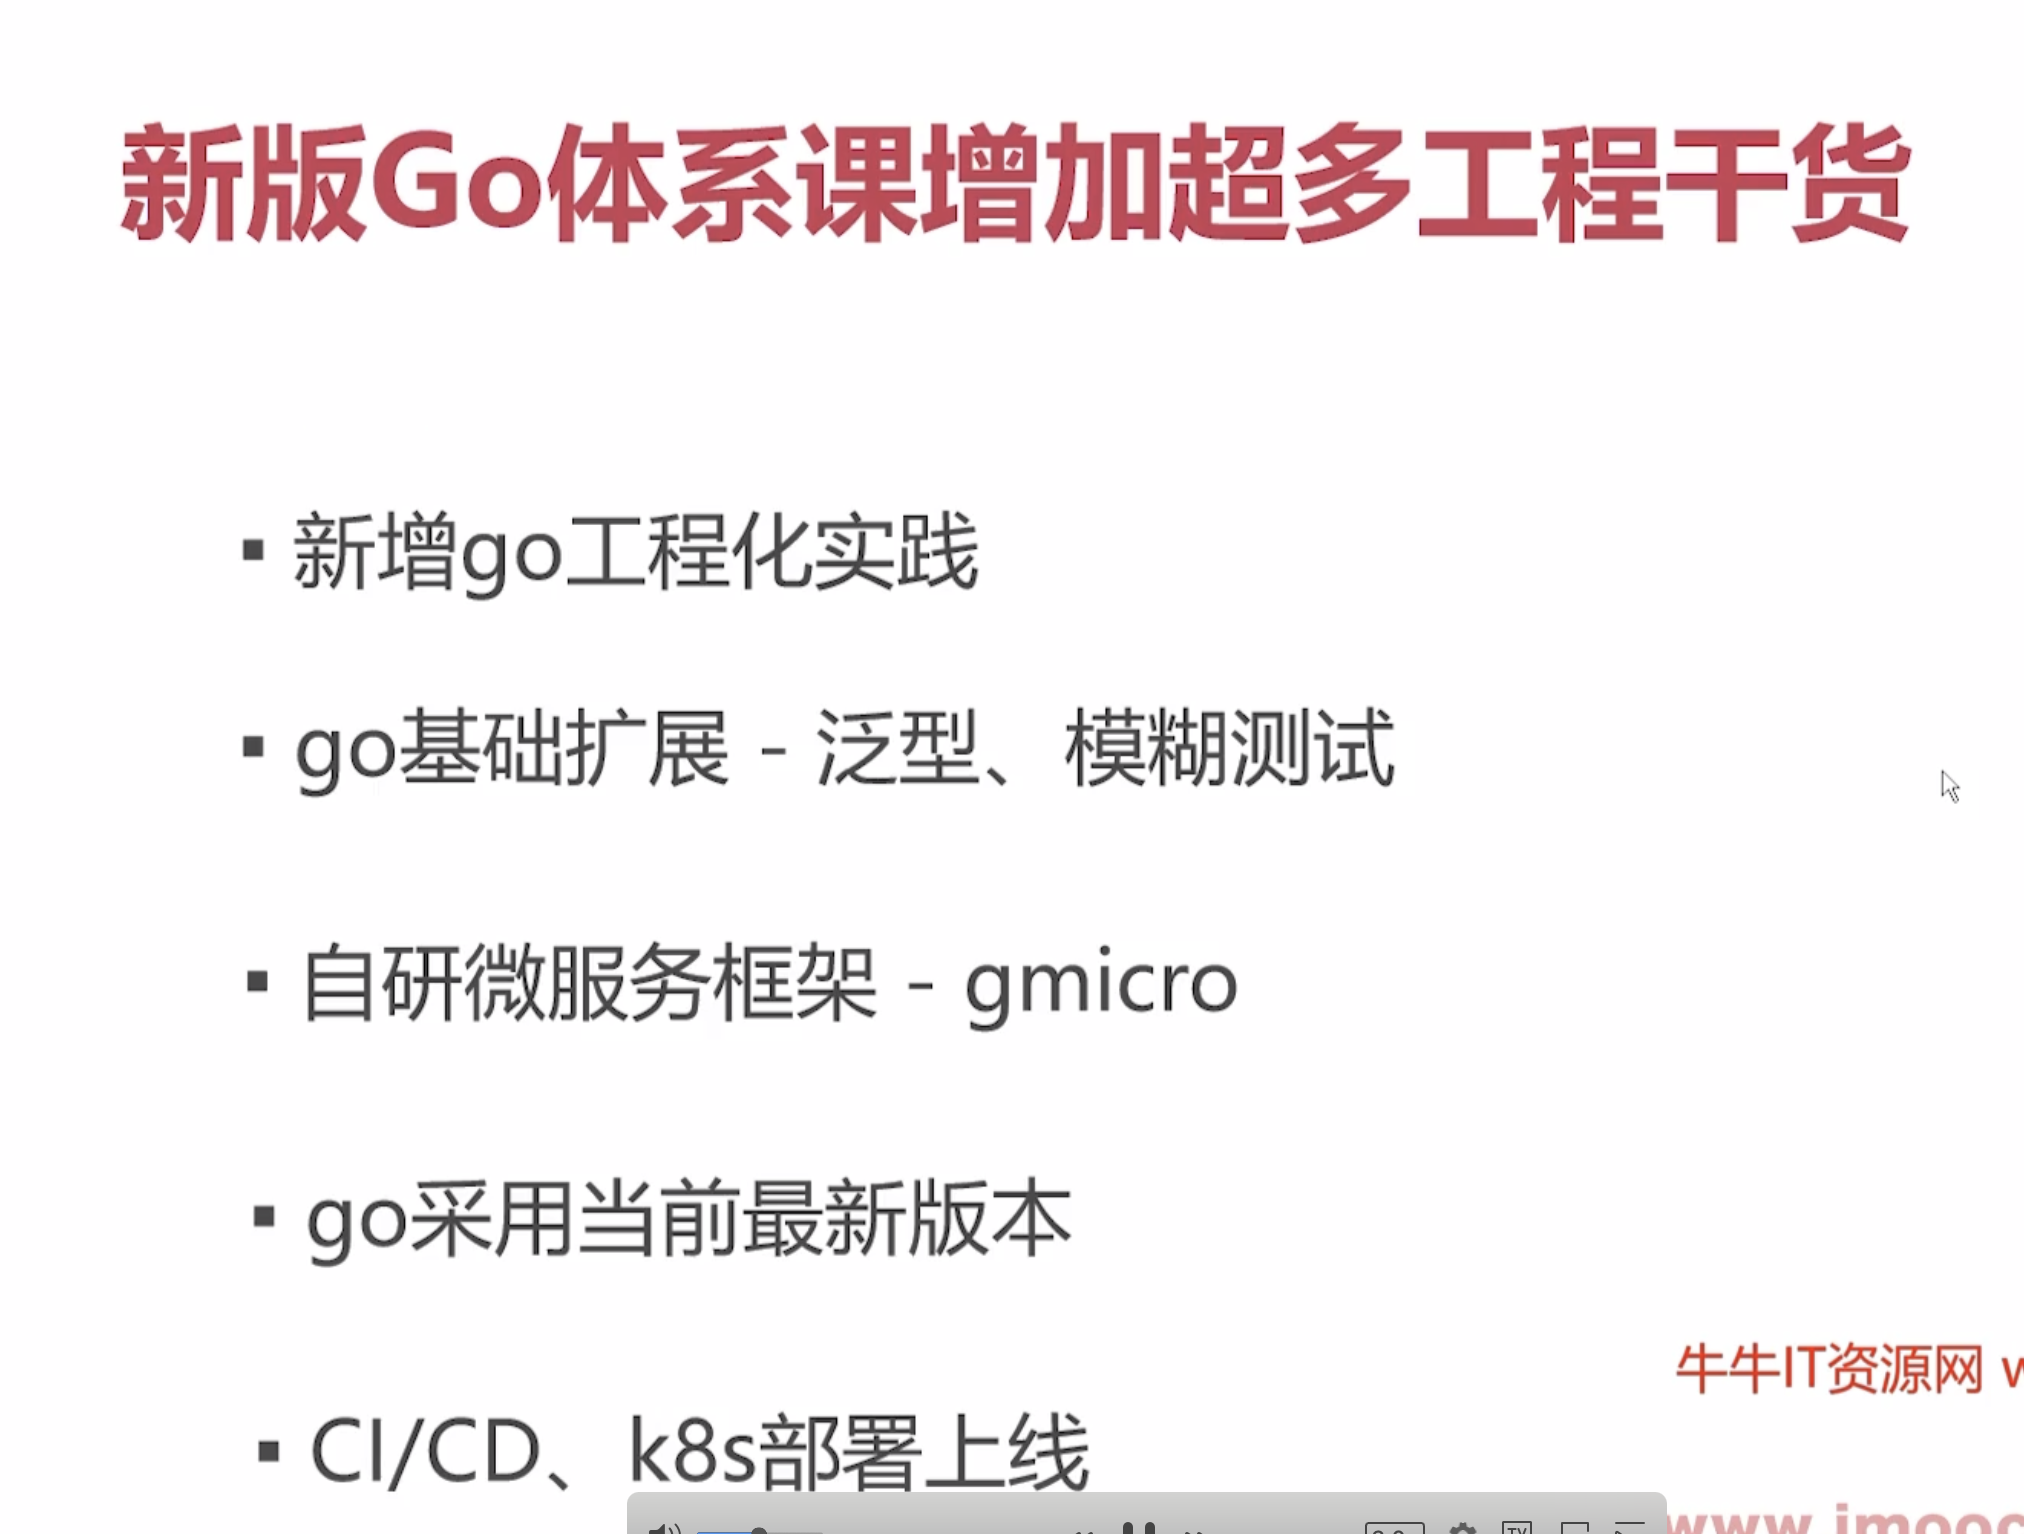 新版Go体系课增加超多工程干货
▪ 新增go工程化实践
▪ go基础扩展 - 泛型、模糊测试
▪ 自研微服务框架 - gmicro
▪ go采用当前最新版本
牛牛IT资源网 w
▪ CI/CD、k8s部署上线
www.imooc